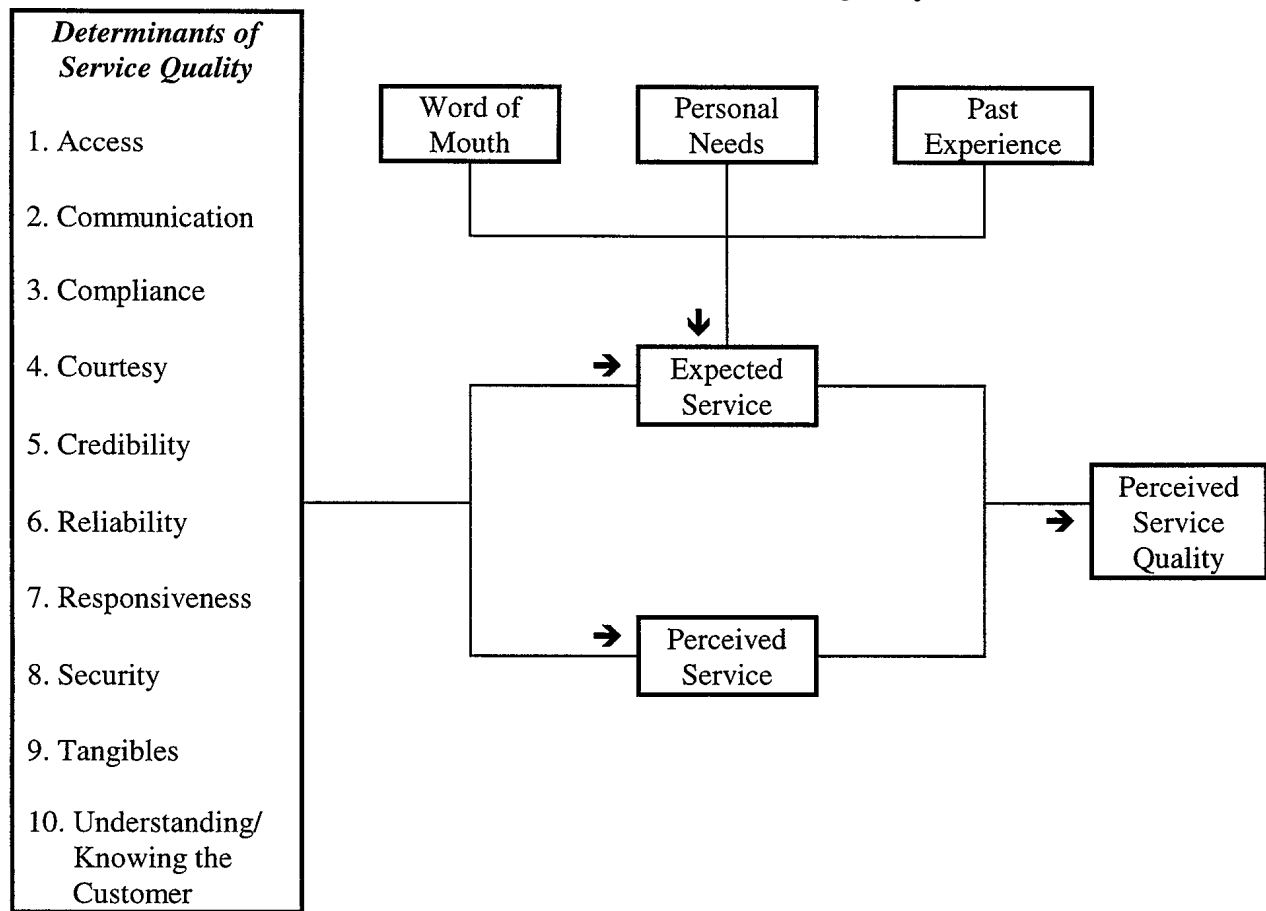 Determinants of
Service Quality
1. Access
2. Communication
3. Compliance
4. Courtesy
5. Credibility
6. Reliability
7. Responsiveness
8. Security
9. Tangibles
10. Understanding/
Knowing the
Customer
Word of
Mouth
Personal
Needs
Past
Experience
Expected
Service
Perceived
Service
Perceived
Service
Quality